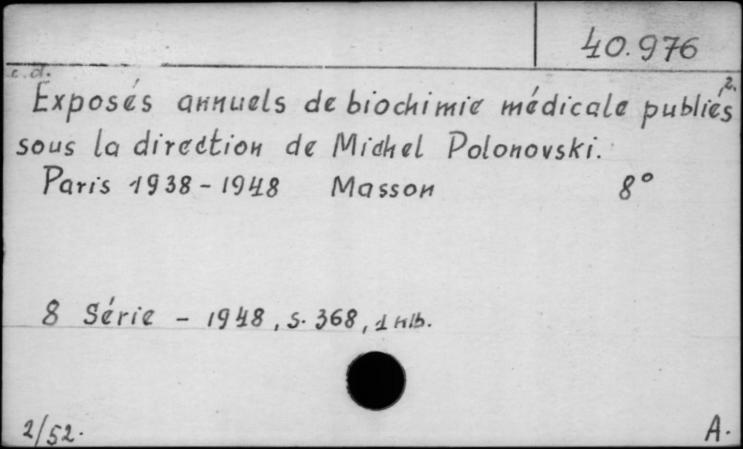 40.976
c.d.
Exposés annuels de biochimie médicale publiés
sous la direction de Michel Polonovski.
Paris 1938-1948 Masson 8°
8 Série - 1948, S. 368, 1 Hlb.
2/52.
A.